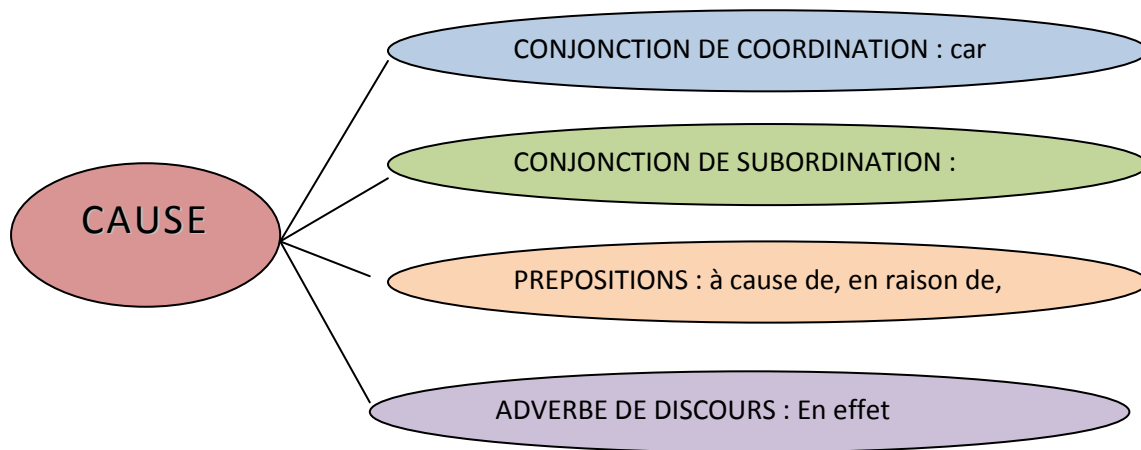 CONJONCTION DE COORDINATION : car
CONJONCTION DE SUBORDINATION :
CAUSE
PREPOSITIONS : à cause de, en raison de,
ADVERBE DE DISCOURS : En effet